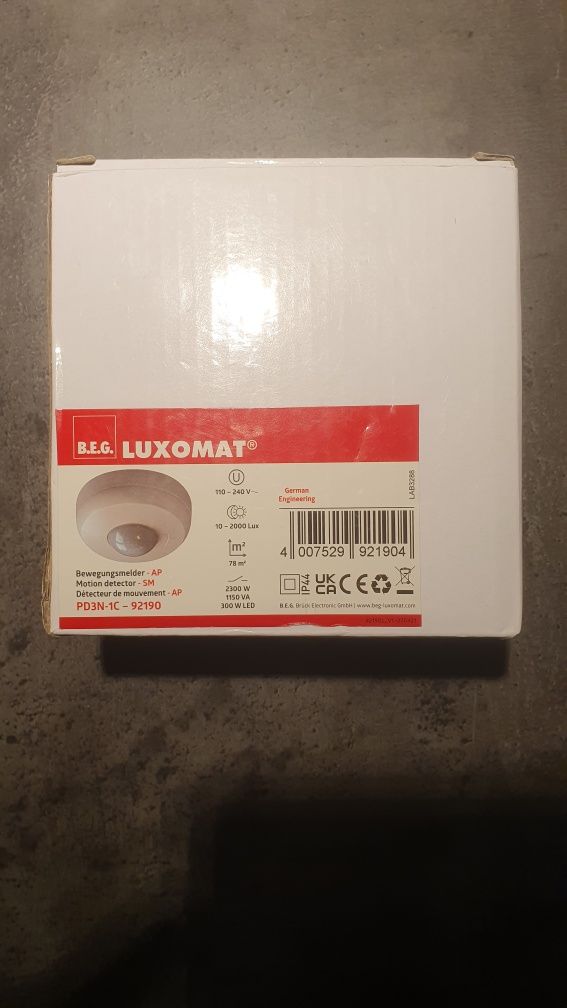 B.E.G. LUXOMAT®
110 – 240 V~
10 – 2000 Lux
m²
78 m²
2300 W
1150 VA
300 W LED
German
Engineering
LAB3288
4 007529 921904
Bewegungsmelder - AP
Motion detector - SM
Détecteur de mouvement - AP
PD3N-1C – 92190
IP44
UK
CA
CE
B.E.G. Brück Electronic GmbH | www.beg-luxomat.com